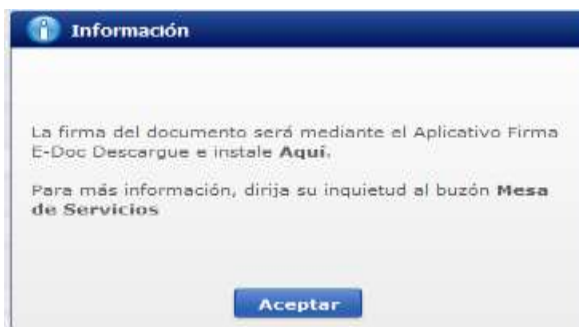 Información
La firma del documento será mediante el Aplicativo Firma
E-Doc Descargue e instale Aquí.
Para más información, dirija su inquietud al buzón Mesa
de Servicios
Aceptar